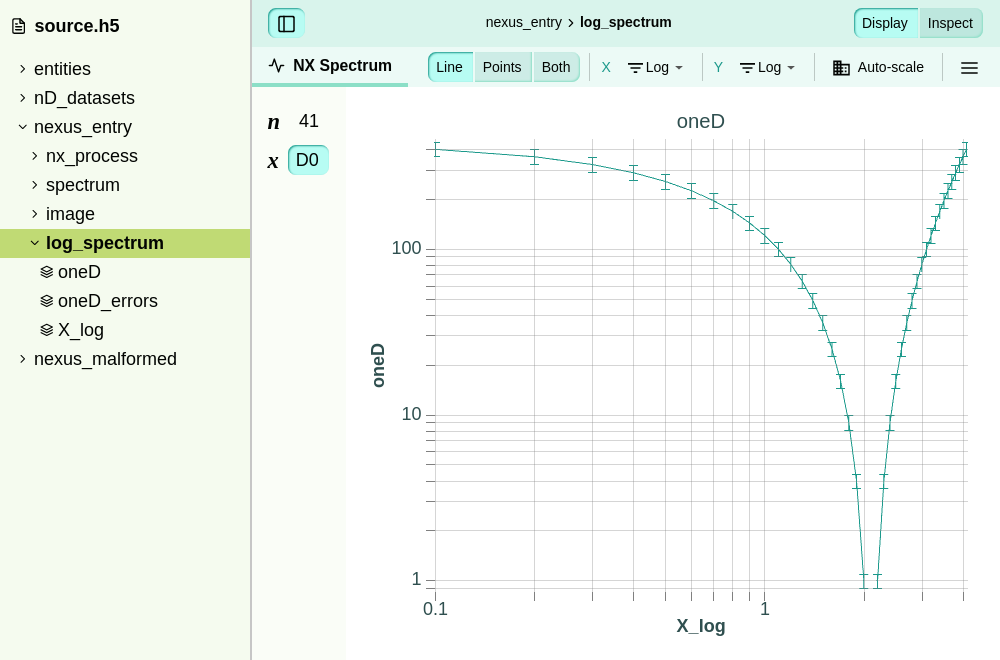 source.h5
entities
nD_datasets
nexus_entry
nx_process
spectrum
image
log_spectrum
oneD
oneD_errors
X_log
nexus_malformed
nexus_entry > log_spectrum
Display Inspect
NX Spectrum Line Points Both X Log Y Log Auto-scale
n 41
x D0
oneD
100
10
1
oneD
0.1 1
X_log